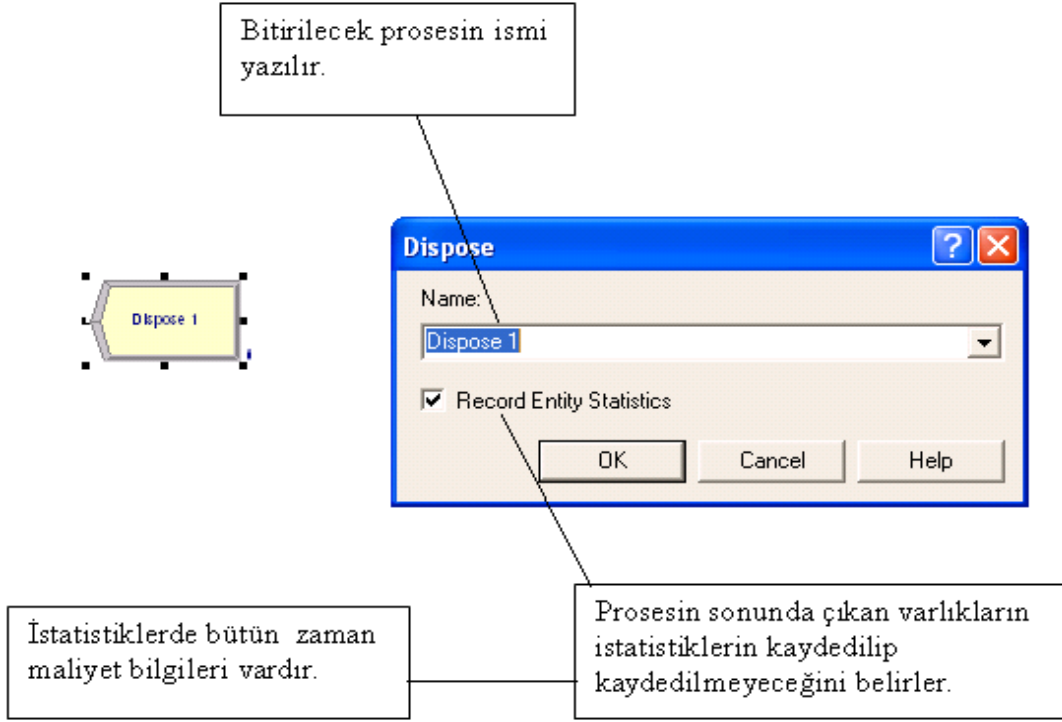 Bitirilecek prosesin ismi
yazılır.
Dispose
Name:
Dispose 1
Dispose 1
Record Entity Statistics
OK
Cancel
Help
İstatistiklerde bütün zaman
maliyet bilgileri vardır.
Prosesin sonunda çıkan varlıkların
istatistiklerin kaydedilip
kaydedilmeyeceğini belirler.